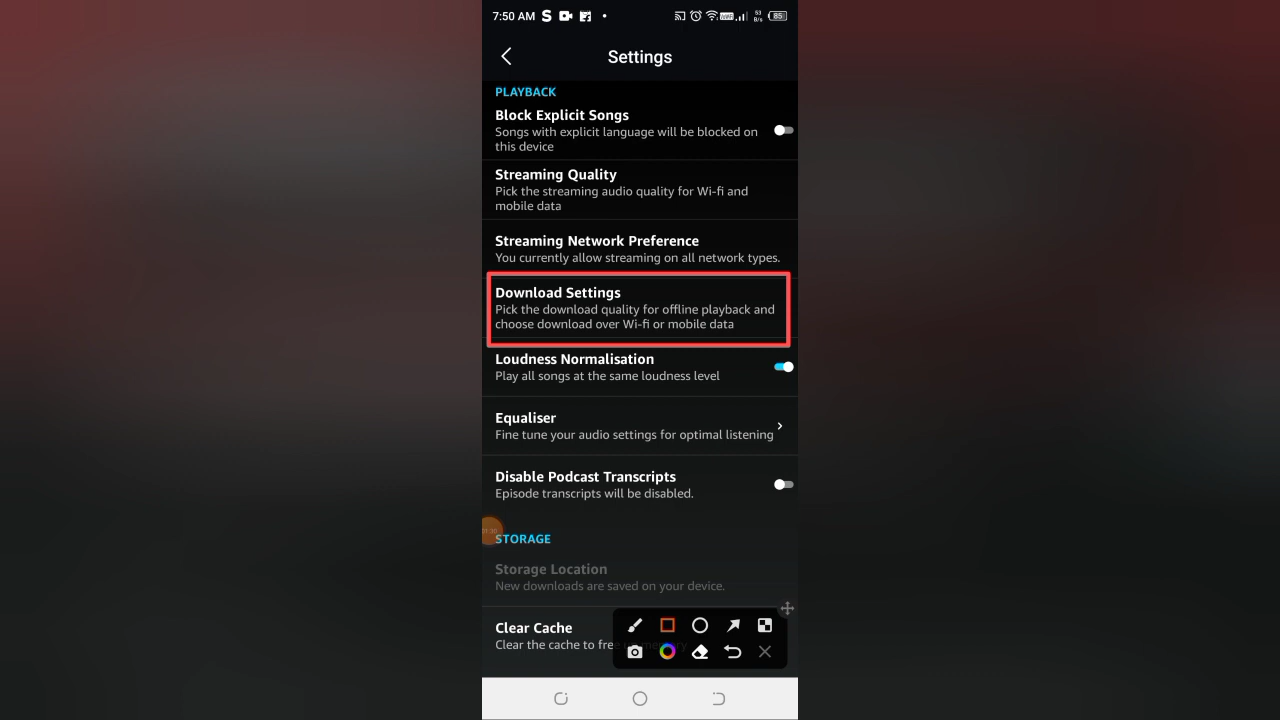 7:50 AM
53
B/s
85
Settings
PLAYBACK
Block Explicit Songs
Songs with explicit language will be blocked on
this device
Streaming Quality
Pick the streaming audio quality for Wi-fi and
mobile data
Streaming Network Preference
You currently allow streaming on all network types.
Download Settings
Pick the download quality for offline playback and
choose download over Wi-fi or mobile data
Loudness Normalisation
Play all songs at the same loudness level
Equaliser
Fine tune your audio settings for optimal listening
Disable Podcast Transcripts
Episode transcripts will be disabled.
STORAGE
Storage Location
New downloads are saved on your device.
Clear Cache
Clear the cache to fre